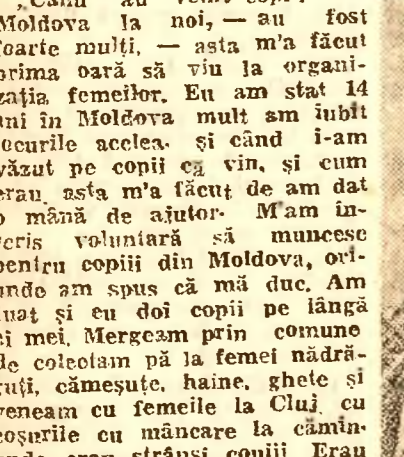 „Când au venit copii
Moldova la noi, — au fost
foarte mulți, — asta m'a făcut
prima oară să viu la organi-
zația femeilor. Eu am stat 14
ani în Moldova mult am iubit
locurile acelea. și când i-am
văzut pe copii că vin, și cum
erau, asta m'a făcut de am dat
o mână de ajutor. M'am în-
scris voluntară să muncesc
pentru copiii din Moldova, ori-
unde am spus că mă duc. Am
luat și eu doi copii pe lângă
ai mei. Mergeam prin comune
de colectam pă la femei nădră-
guți, cămeșuțe, haine, ghete și
veneam cu femeile la Cluj cu
coșurile cu mâncare la cămin.
unde erau strânși copiii Erau